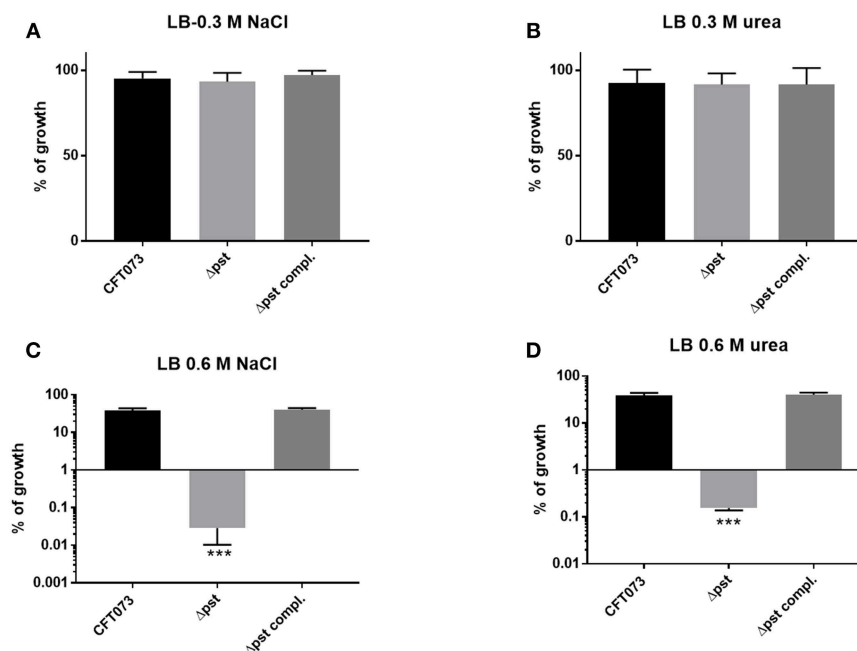 A
LB-0.3 M NaCl
% of growth
100
50
0
CFT073
Δpst
Δpst compl.
B
LB 0.3 M urea
% of growth
100
50
0
CFT073
Δpst
Δpst compl.
C
LB 0.6 M NaCl
% of growth
100
10
1
0.1
0.01
0.001
***
CFT073
Δpst
Δpst compl.
D
LB 0.6 M urea
% of growth
100
10
1
0.1
0.01
***
CFT073
Δpst
Δpst compl.